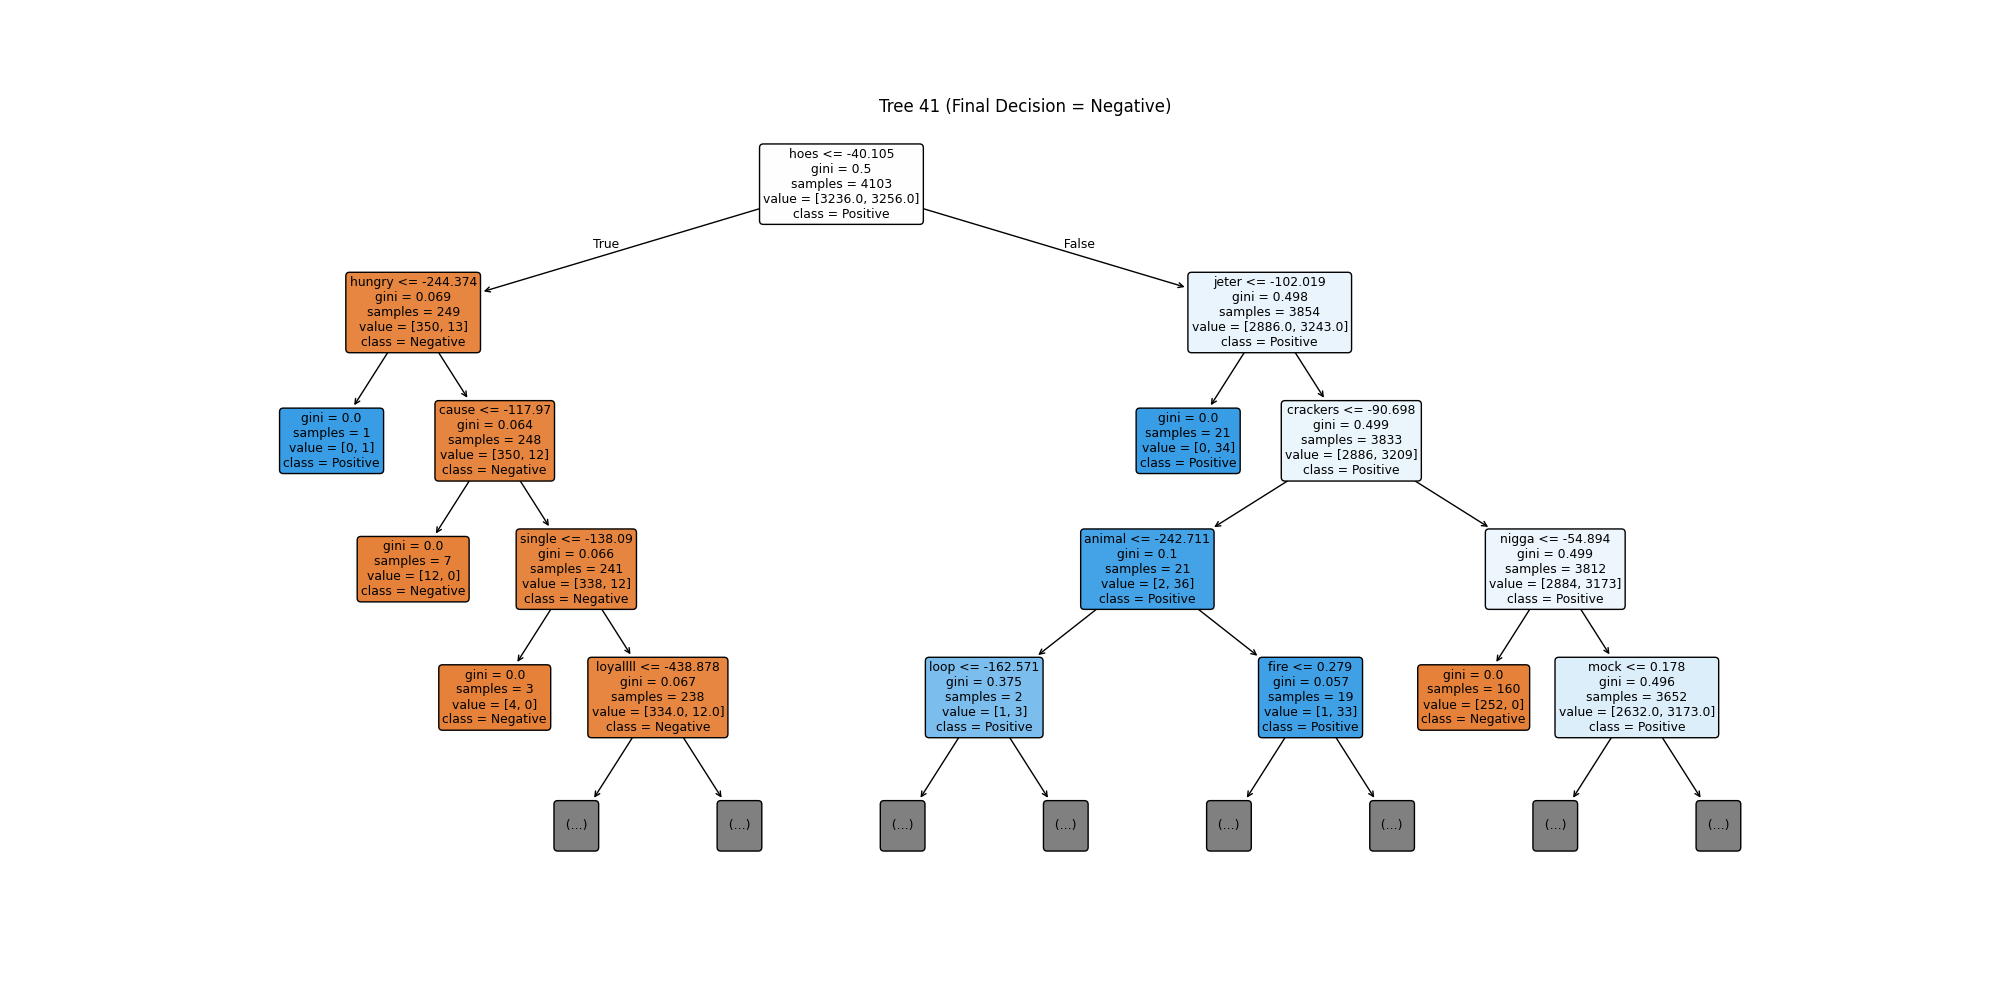 Tree 41 (Final Decision = Negative)
hoes <= -40.105
gini = 0.5
samples = 4103
value = [3236.0, 3256.0]
class = Positive
True
False
hungry <= -244.374
gini = 0.069
samples = 249
value = [350, 13]
class = Negative
jeter <= -102.019
gini = 0.498
samples = 3854
value = [2886.0, 3243.0]
class = Positive
gini = 0.0
samples = 1
value = [0, 1]
class = Positive
cause <= -117.97
gini = 0.064
samples = 248
value = [350, 12]
class = Negative
gini = 0.0
samples = 21
value = [0, 34]
class = Positive
crackers <= -90.698
gini = 0.499
samples = 3833
value = [2886, 3209]
class = Positive
gini = 0.0
samples = 7
value = [12, 0]
class = Negative
single <= -138.09
gini = 0.066
samples = 241
value = [338, 12]
class = Negative
animal <= -242.711
gini = 0.1
samples = 21
value = [2, 36]
class = Positive
nigga <= -54.894
gini = 0.499
samples = 3812
value = [2884, 3173]
class = Positive
gini = 0.0
samples = 3
value = [4, 0]
class = Negative
loyallll <= -438.878
gini = 0.067
samples = 238
value = [334.0, 12.0]
class = Negative
loop <= -162.571
gini = 0.375
samples = 2
value = [1, 3]
class = Positive
fire <= 0.279
gini = 0.057
samples = 19
value = [1, 33]
class = Positive
gini = 0.0
samples = 160
value = [252, 0]
class = Negative
mock <= 0.178
gini = 0.496
samples = 3652
value = [2632.0, 3173.0]
class = Positive
(...)
(...)
(...)
(...)
(...)
(...)
(...)
(...)